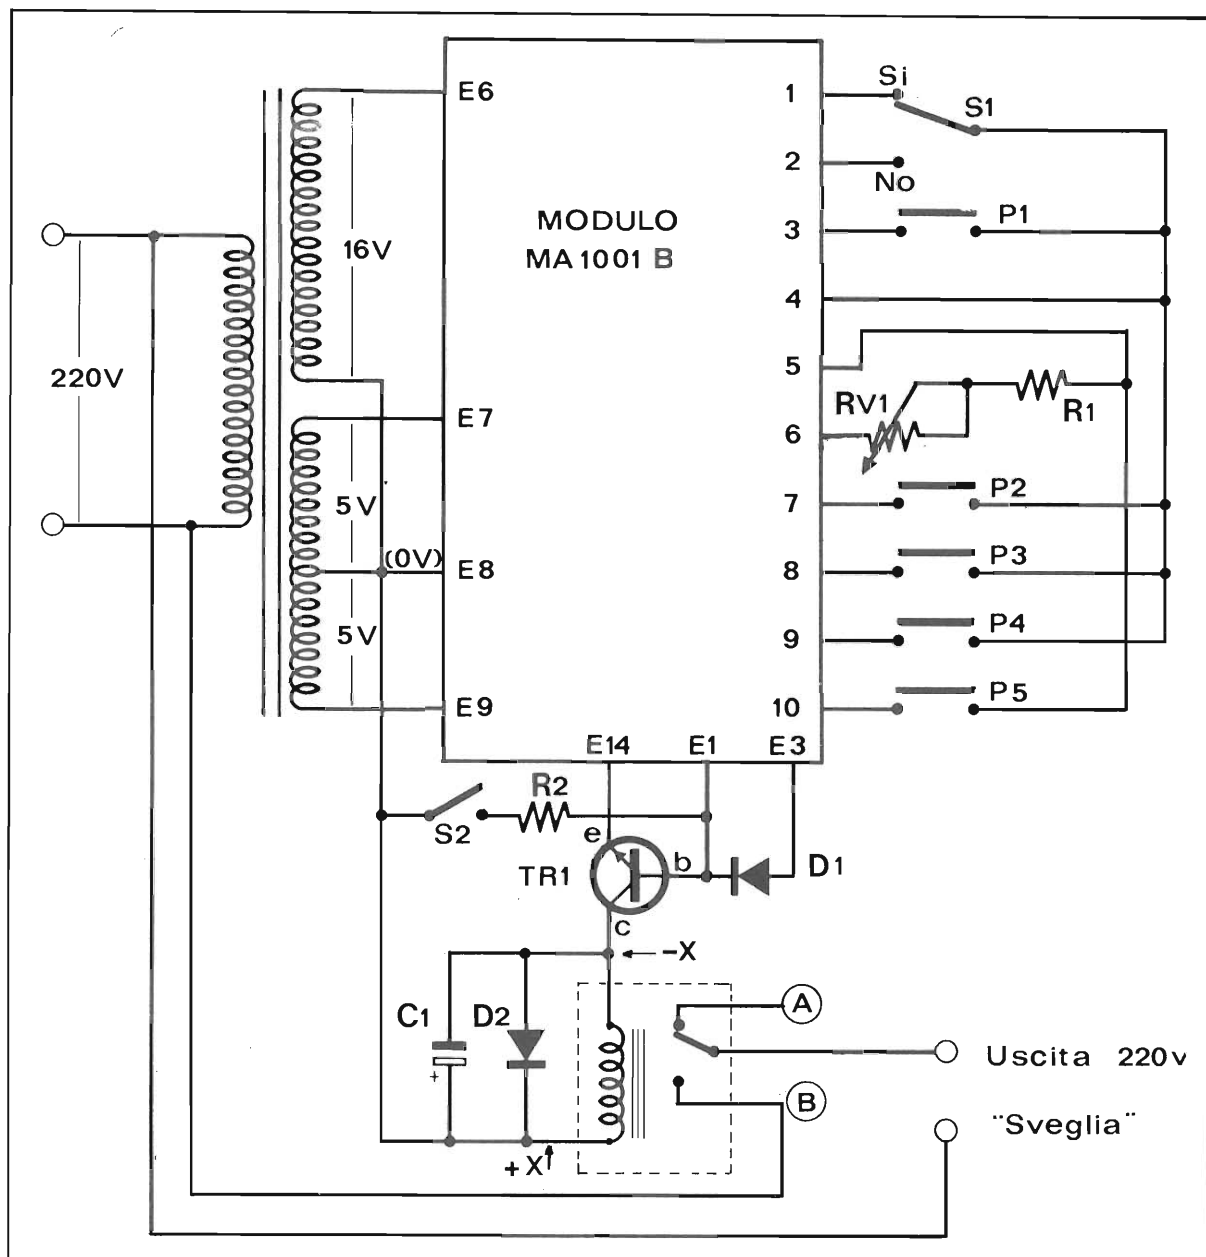 E6
1
Si
S1
2
No
MODULO
MA1001 B
3
P1
16V
4
5
220V
RV1
R1
E7
6
5V
7
P2
(0V)
E8
8
P3
5V
9
P4
E9
10
P5
E14
E1
E3
R2
S2
e
TR1
b
D1
c
-X
A
C1
D2
+
Uscita 220v
B
"Sveglia"
+X